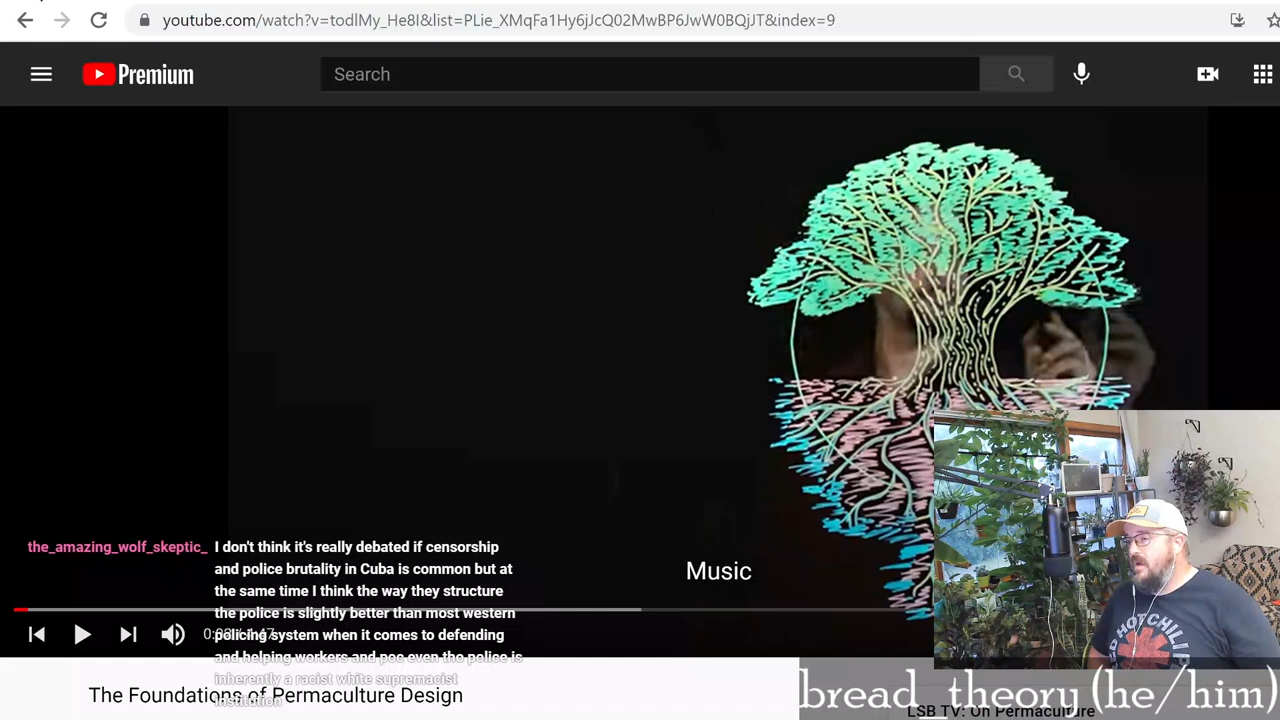 youtube.com/watch?v=todlMy_He8I&list=PLie_XMqFa1Hy6jJcQ02MwBP6JwW0BQjJT&index=9
Premium
Search
the_amazing_wolf_skeptic_ I don't think it's really debated if censorship
and police brutality in Cuba is common but at
the same time I think the way they structure
the police is slightly better than most western
policing system when it comes to defending
and helping workers and poc even tho police is
inherently a racist white supremacist
institution
Music
The Foundations of Permaculture Design
bread_theory (he/him)
LSB TV: On Permaculture